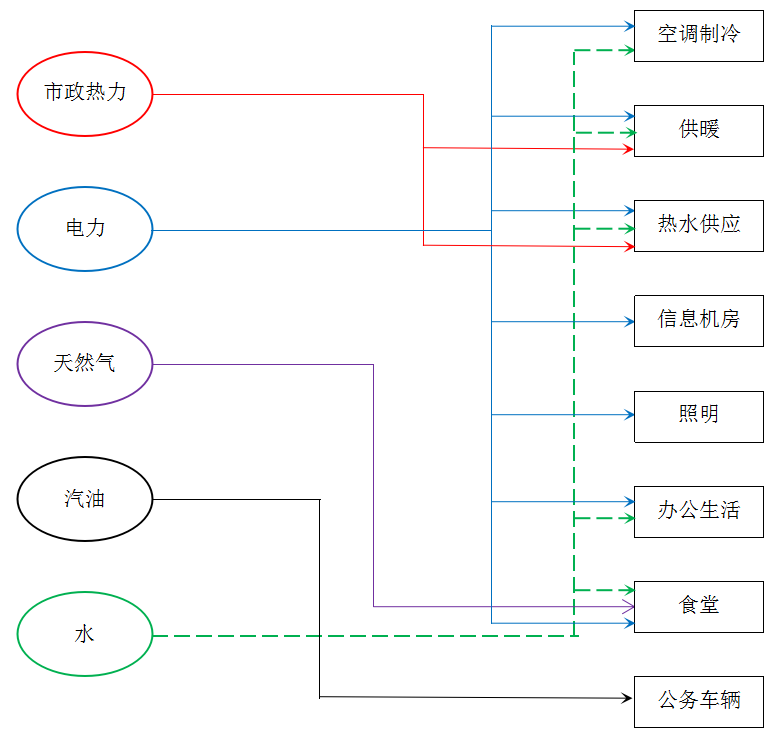 市政热力
电力
天然气
汽油
水
空调制冷
供暖
热水供应
信息机房
照明
办公生活
食堂
公务车辆